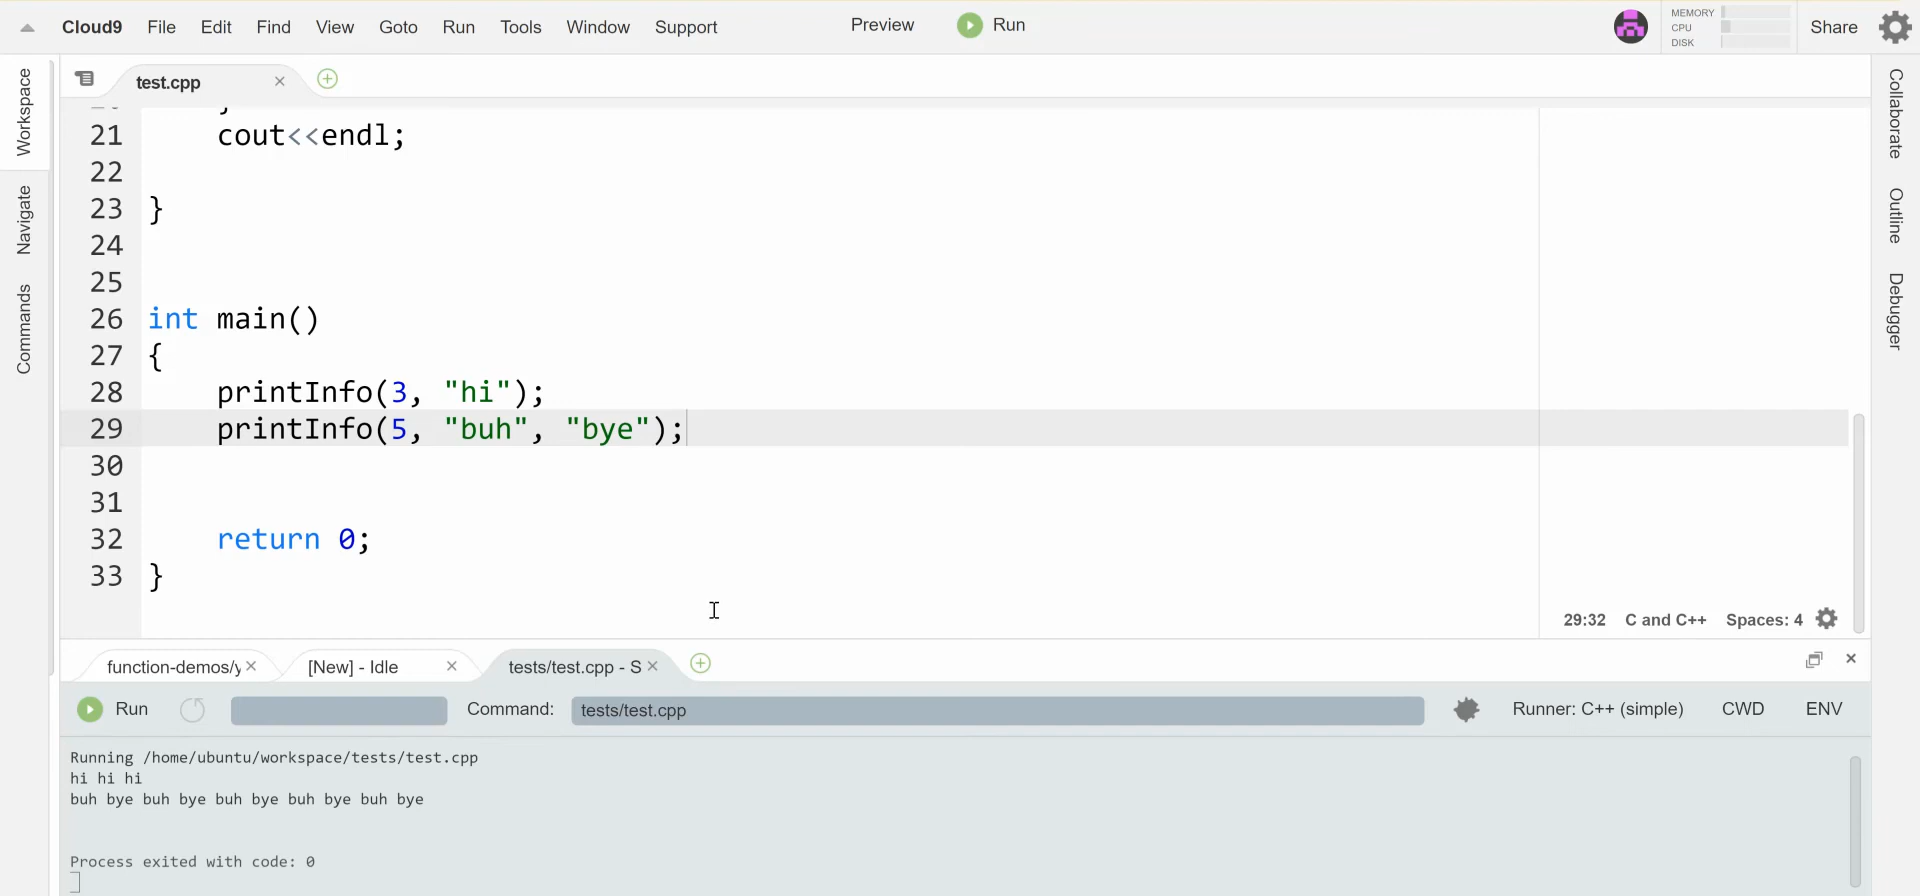 Cloud9 File Edit Find View Goto Run Tools Window Support Preview Run MEMORY CPU DISK Share
Workspace
Navigate
Commands
test.cpp
21 cout<<endl;
22
23 }
24
25
26 int main()
27 {
28 printInfo(3, "hi");
29 printInfo(5, "buh", "bye");
30
31
32 return 0;
33 }
29:32 C and C++ Spaces: 4
Collaborate
Outline
Debugger
function-demos/y [New] - Idle tests/test.cpp - S
Run Command: tests/test.cpp Runner: C++ (simple) CWD ENV
Running /home/ubuntu/workspace/tests/test.cpp
hi hi hi
buh bye buh bye buh bye buh bye buh bye
Process exited with code: 0